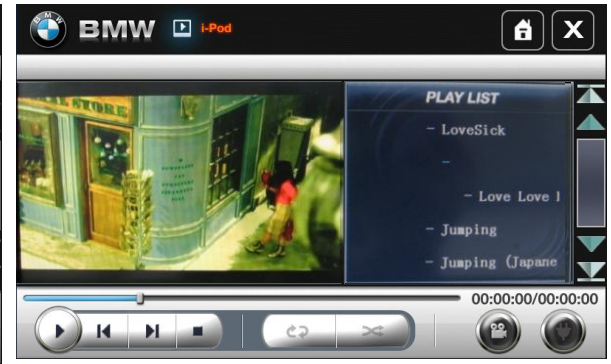 BMW i-Pod
PLAY LIST
- LoveSick
-
- Love Love l
- Jumping
- Jumping (Japane
00:00:00/00:00:00
STORE